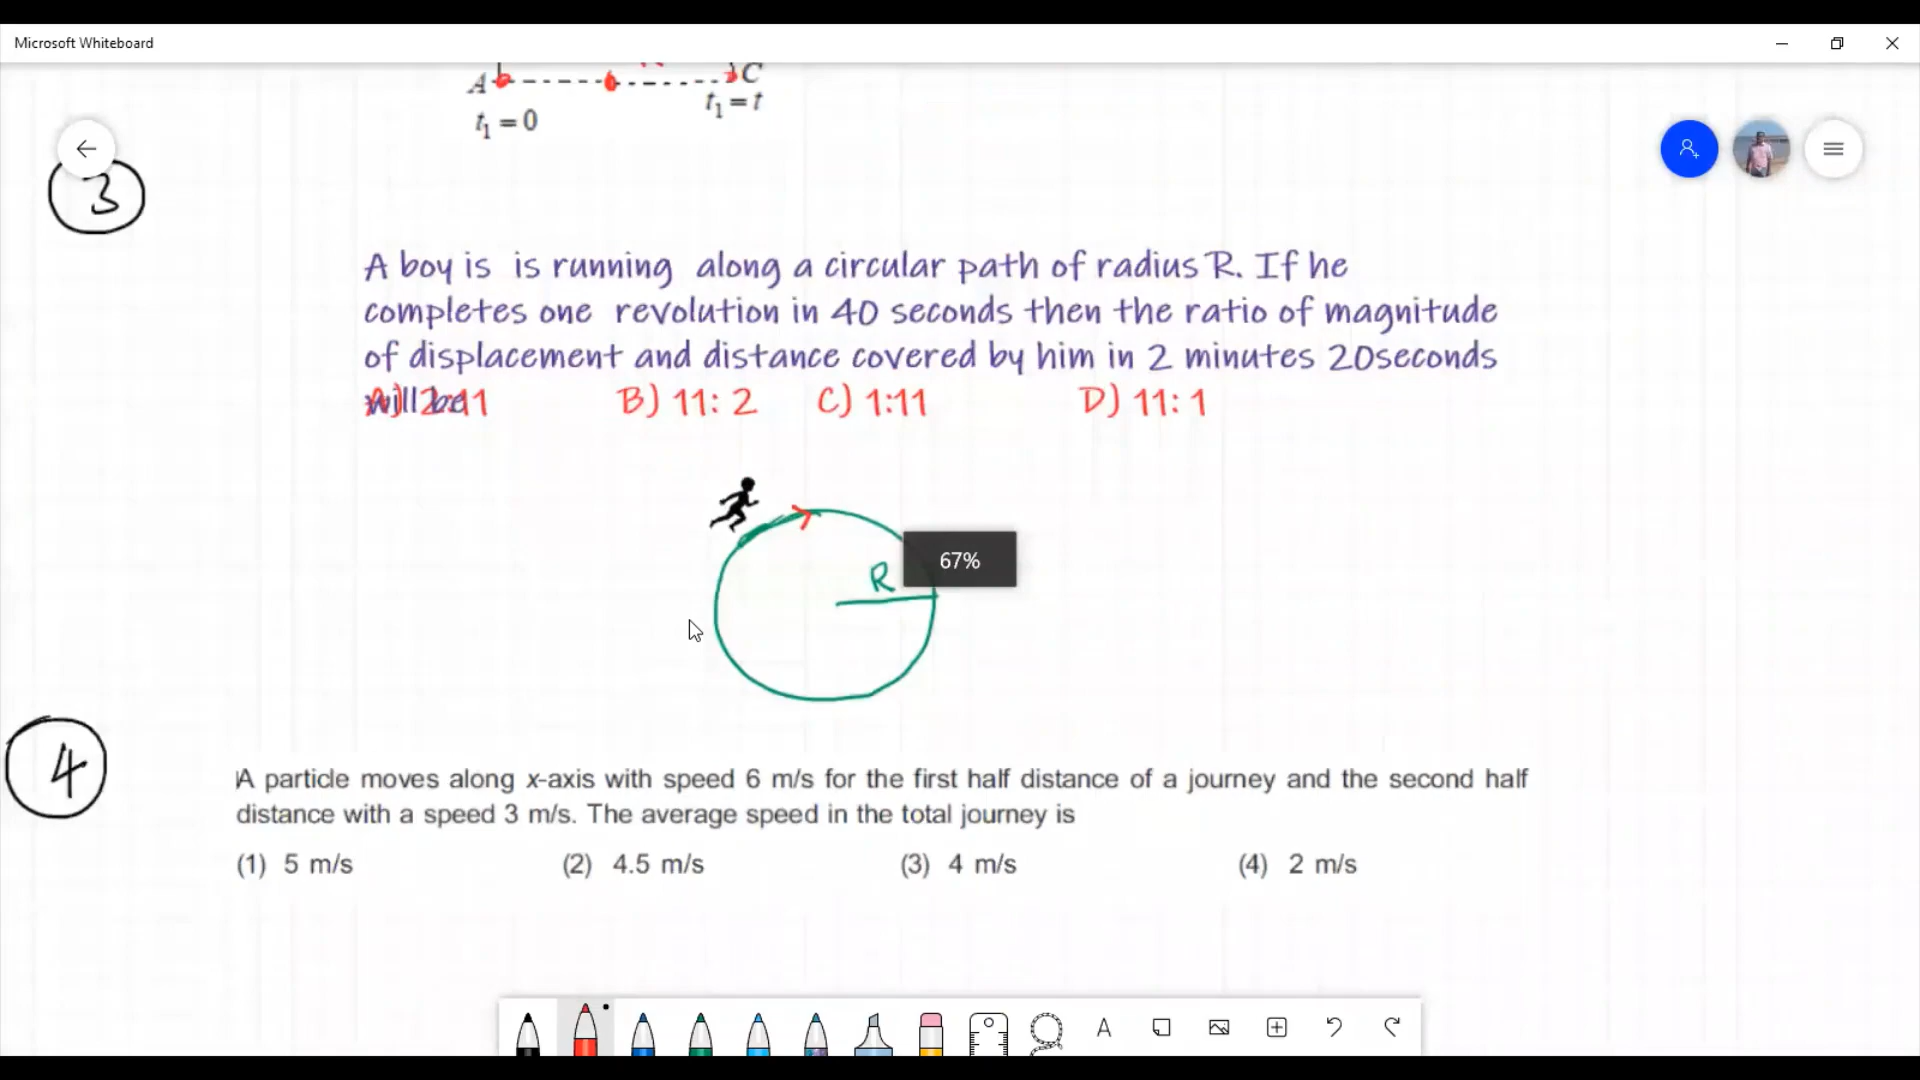 Microsoft Whiteboard
A C
t₁ = t
t₁ = 0
3
A boy is is running along a circular path of radius R. If he
completes one revolution in 40 seconds then the ratio of magnitude
of displacement and distance covered by him in 2 minutes 20seconds
will be
A) 2:11 B) 11: 2 C) 1:11 D) 11: 1
67%
R
4
A particle moves along x-axis with speed 6 m/s for the first half distance of a journey and the second half
distance with a speed 3 m/s. The average speed in the total journey is
(1) 5 m/s (2) 4.5 m/s (3) 4 m/s (4) 2 m/s
A